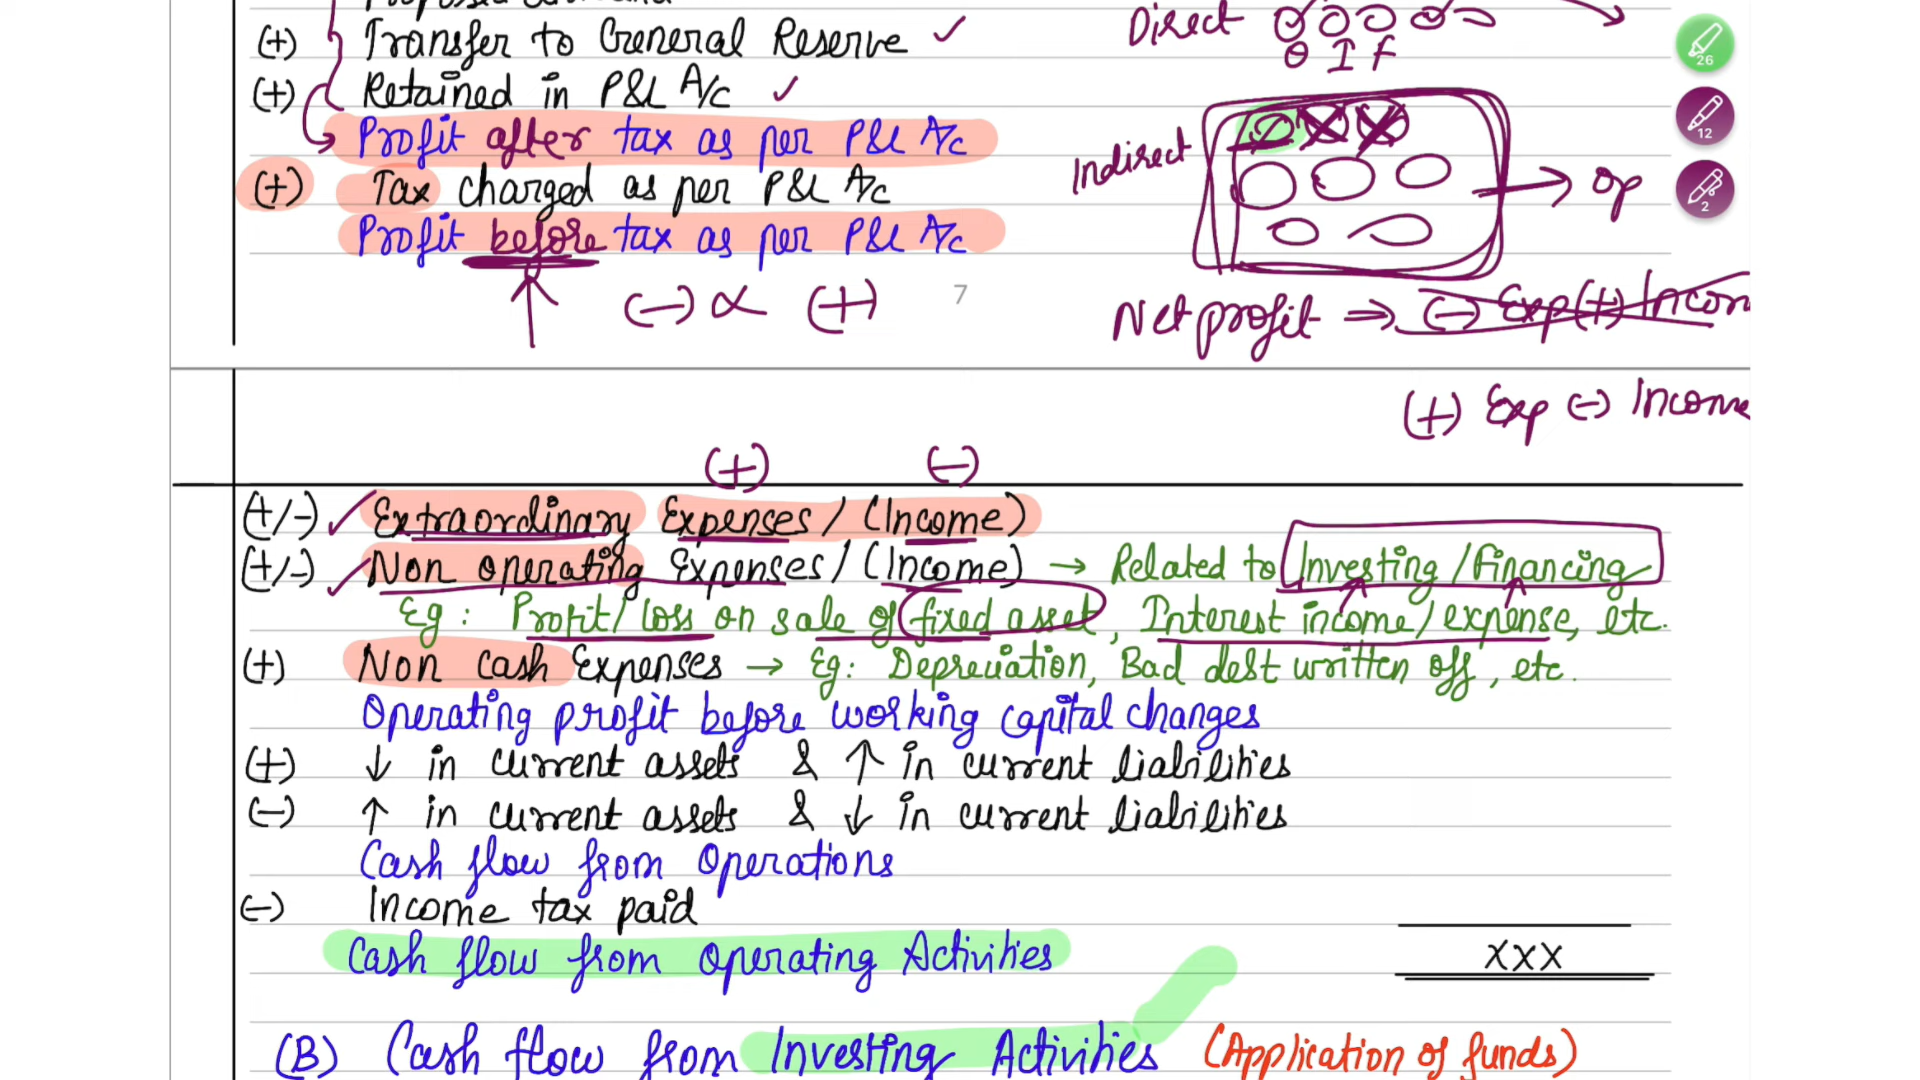 Direct
O I F
(+) Transfer to General Reserve ✓
(+) Retained in P&L A/c ✓
Profit after tax as per P&L A/c
Indirect
(+) Tax charged as per P&L A/c
→ op
Profit before tax as per P&L A/c
(-) & (+)
7
Net profit ⇒ (-) Exp (+) Incom
(+) Exp (-) Income
(+) (-)
(+/-) ✓ Extraordinary Expenses / (Income)
(+/-) ✓ Non operating Expenses / (Income) → Related to Investing / financing
Eg : Profit / loss on sale of fixed asset, Interest income / expense, etc.
(+) Non cash Expenses → Eg: Depreciation, Bad debt written off, etc.
Operating profit before working capital changes
(+) ↓ in current assets & ↑ in current liabilities
(-) ↑ in current assets & ↓ in current liabilities
Cash flow from Operations
(-) Income tax paid
Cash flow from Operating Activities XXX
(B) Cash flow from Investing Activities (Application of funds)
26
12
2